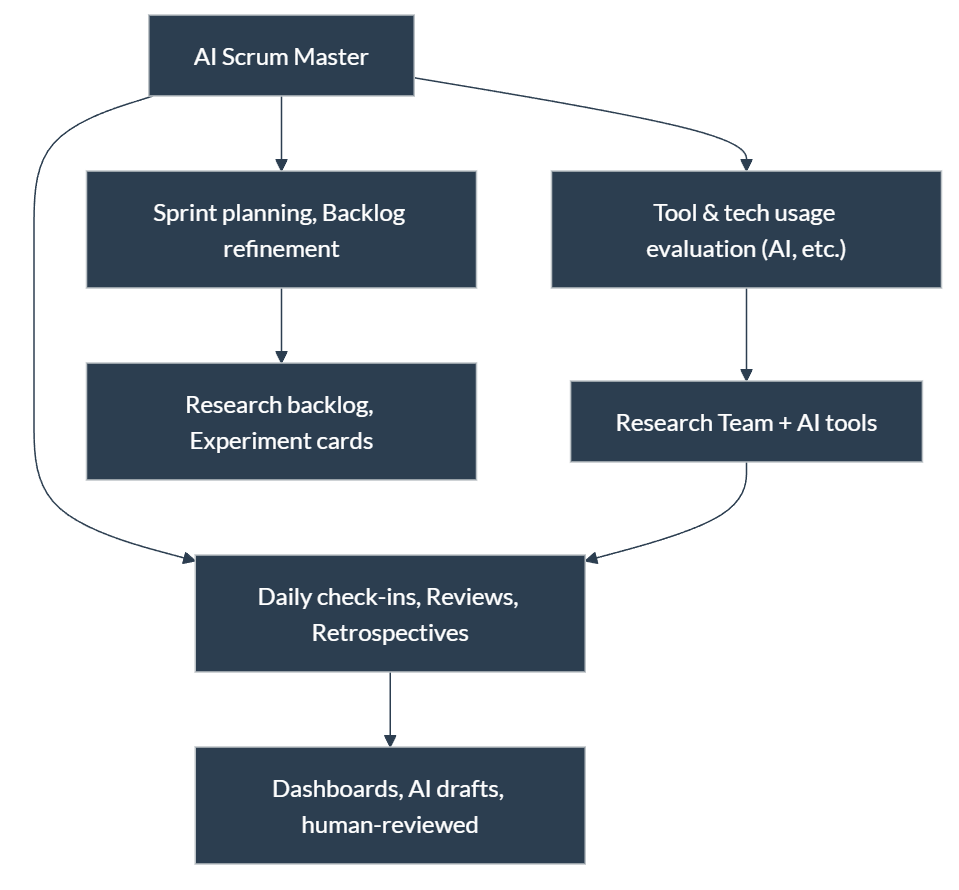 AI Scrum Master
Sprint planning, Backlog
refinement
Tool & tech usage
evaluation (AI, etc.)
Research backlog,
Experiment cards
Research Team + AI tools
Daily check-ins, Reviews,
Retrospectives
Dashboards, AI drafts,
human-reviewed